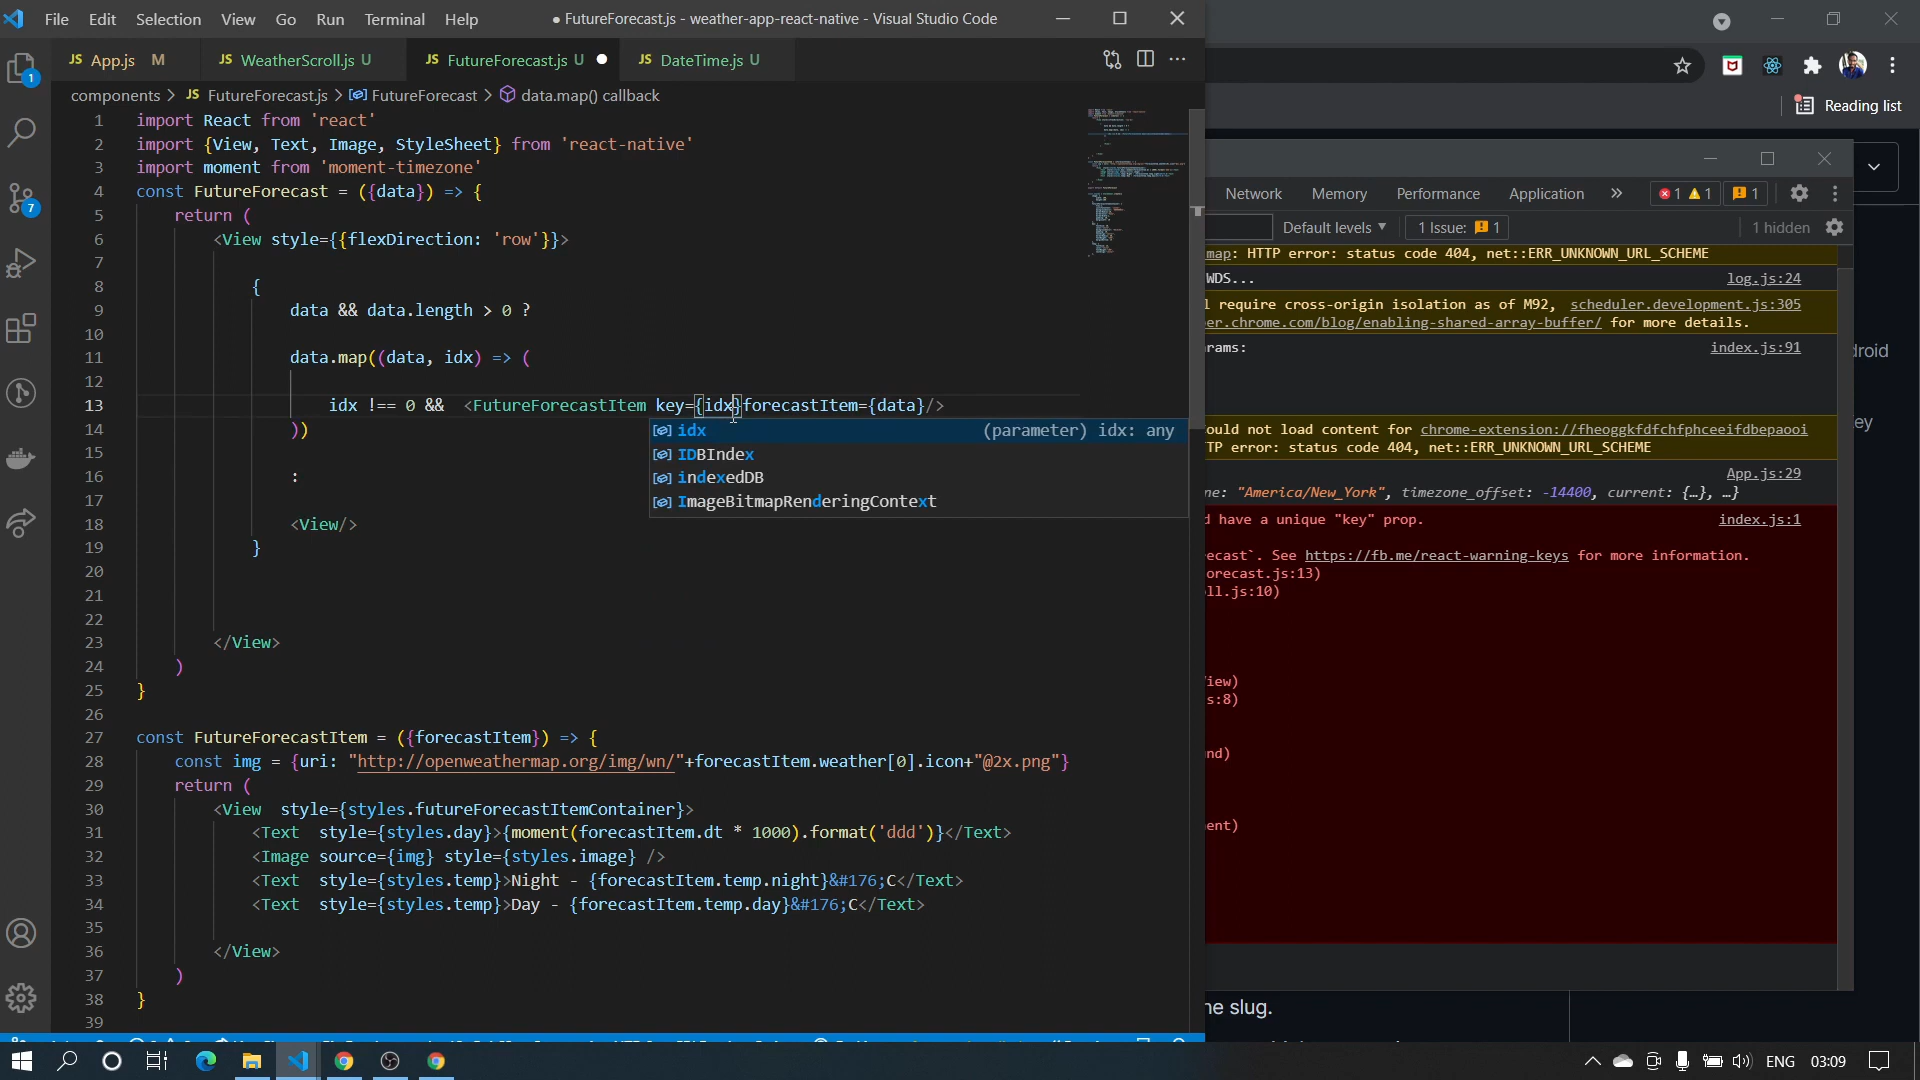 File Edit Selection View Go Run Terminal Help ● FutureForecast.js - weather-app-react-native - Visual Studio Code
JS App.js M JS WeatherScroll.js U JS FutureForecast.js U ● JS DateTime.js U
components > JS FutureForecast.js > FutureForecast > data.map() callback
1 import React from 'react'
2 import {View, Text, Image, StyleSheet} from 'react-native'
3 import moment from 'moment-timezone'
4 const FutureForecast = ({data}) => {
5 return (
6 <View style={{flexDirection: 'row'}}>
7
8 {
9 data && data.length > 0 ?
10
11 data.map((data, idx) => (
12
13 idx !== 0 && <FutureForecastItem key={idx}forecastItem={data}/>
14 ))
idx (parameter) idx: any
15
IDBIndex
16 :
indexedDB
17
ImageBitmapRenderingContext
18 <View/>
19 }
20
21
22
23 </View>
24 )
25 }
26
27 const FutureForecastItem = ({forecastItem}) => {
28 const img = {uri: "http://openweathermap.org/img/wn/"+forecastItem.weather[0].icon+"@2x.png"}
29 return (
30 <View style={styles.futureForecastItemContainer}>
31 <Text style={styles.day}>{moment(forecastItem.dt * 1000).format('ddd')}</Text>
32 <Image source={img} style={styles.image} />
33 <Text style={styles.temp}>Night - {forecastItem.temp.night}&#176;C</Text>
34 <Text style={styles.temp}>Day - {forecastItem.temp.day}&#176;C</Text>
35
36 </View>
37 )
38 }
39
1
7
Reading list
Network Memory Performance Application » 1 1 1
Default levels ▼ 1 Issue: 1 1 hidden
map: HTTP error: status code 404, net::ERR_UNKNOWN_URL_SCHEME
WDS... log.js:24
l require cross-origin isolation as of M92, scheduler.development.js:305
er.chrome.com/blog/enabling-shared-array-buffer/ for more details.
rams: index.js:91
ould not load content for chrome-extension://fheoggkfdfchfphceeifdbepaooi
TP error: status code 404, net::ERR_UNKNOWN_URL_SCHEME
App.js:29
ne: "America/New_York", timezone_offset: -14400, current: {…}, …}
d have a unique "key" prop. index.js:1
ecast`. See https://fb.me/react-warning-keys for more information.
orecast.js:13)
ll.js:10)
iew)
s:8)
nd)
ent)
droid
ey
ne slug.
ENG 03:09